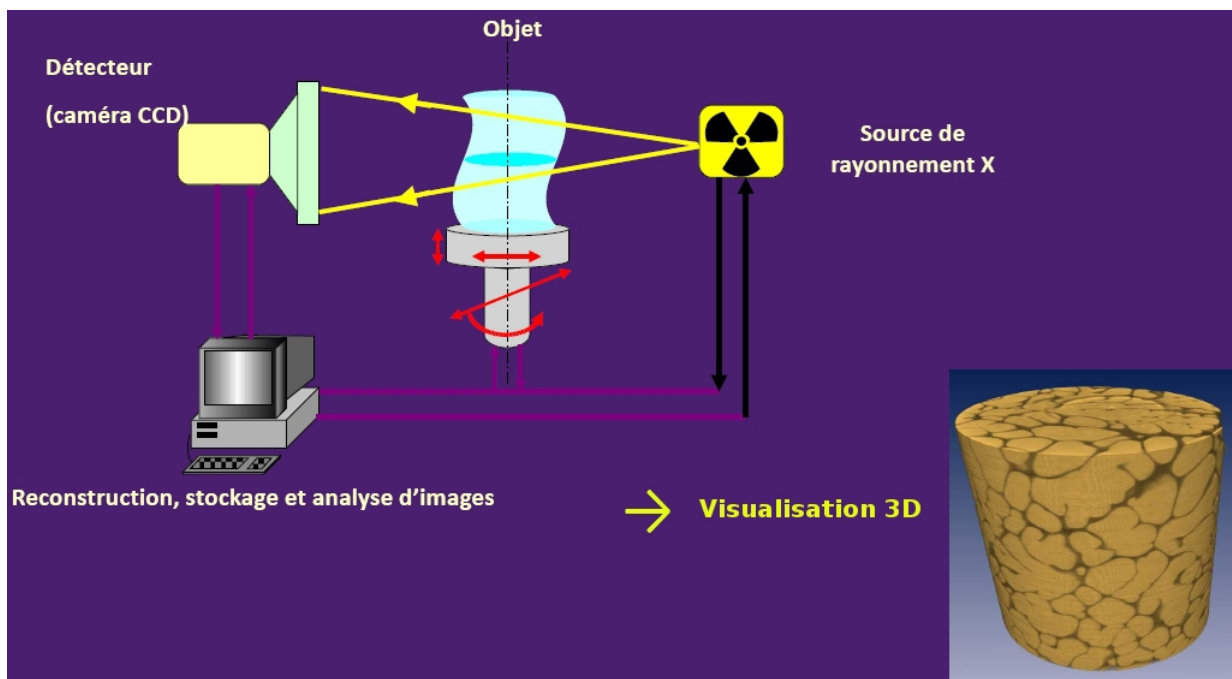 Objet
Détecteur
(caméra CCD)
Source de
rayonnement X
Reconstruction, stockage et analyse d’images
Visualisation 3D